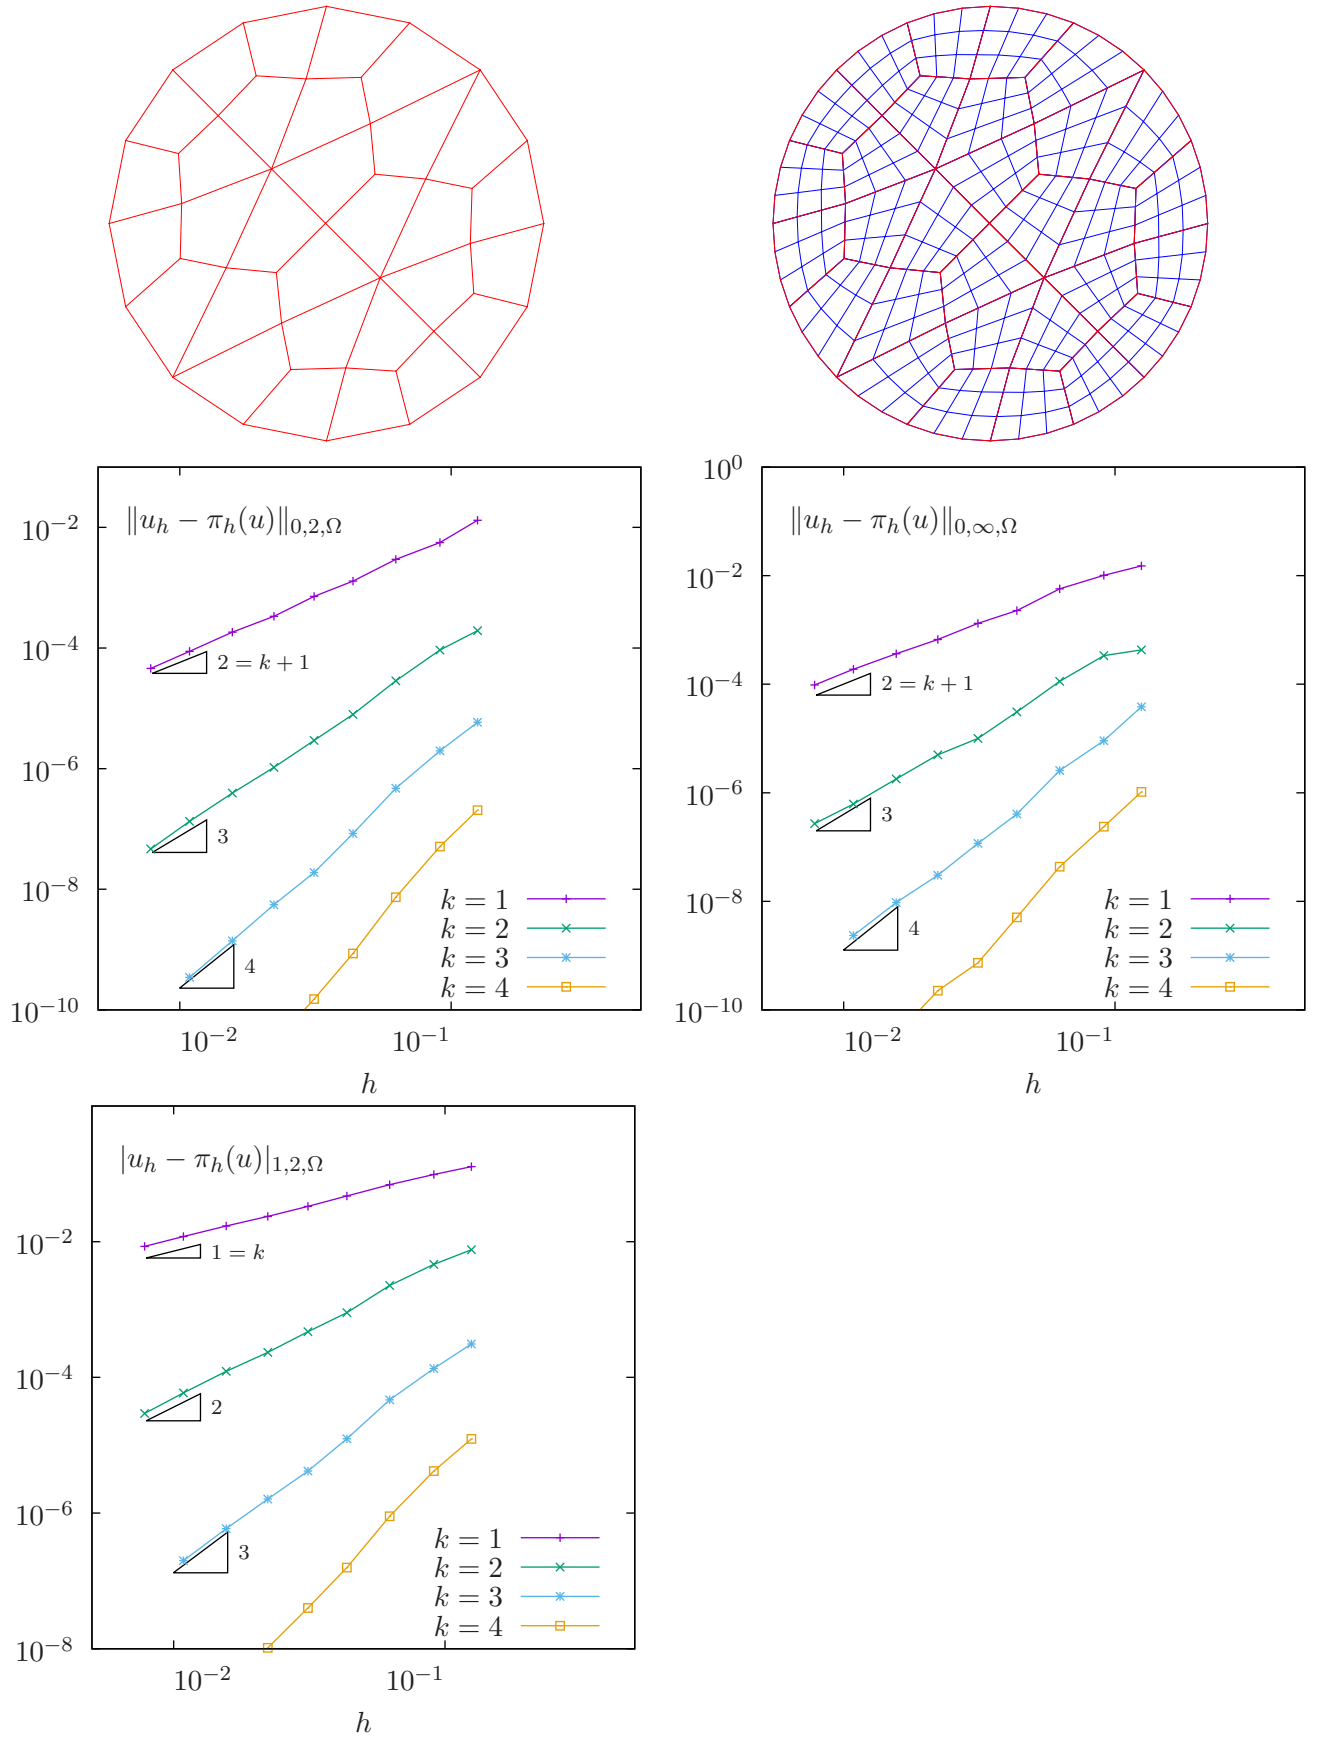 ‖u_h − π_h(u)‖_{0,2,Ω}
10^{−2}
10^{−4}
10^{−6}
10^{−8}
10^{−10}
2 = k + 1
3
4
k = 1
k = 2
k = 3
k = 4
10^{−2} 10^{−1}
h
‖u_h − π_h(u)‖_{0,∞,Ω}
10^{0}
10^{−2}
10^{−4}
10^{−6}
10^{−8}
10^{−10}
2 = k + 1
3
4
k = 1
k = 2
k = 3
k = 4
10^{−2} 10^{−1}
h
|u_h − π_h(u)|_{1,2,Ω}
10^{−2}
10^{−4}
10^{−6}
10^{−8}
1 = k
2
3
k = 1
k = 2
k = 3
k = 4
10^{−2} 10^{−1}
h